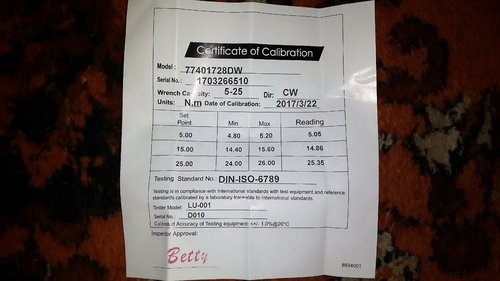 Certificate of Calibration
Model: 77401728DW
Serial No.: 1703266510
Wrench Capacity: 5-25 Dir: CW
Units: N.m Date of Calibration: 2017/3/22
Set Point Min Max Reading
5.00 4.80 5.20 5.05
15.00 14.40 15.60 14.86
25.00 24.00 26.00 25.35
Testing Standard No.: DIN-ISO-6789
Testing is in compliance with International standards with test equipment and reference
standards calibrated by a laboratory traceable to International standards.
Tester Model: LU-001
Serial No.: D010
Calibrated Accuracy of Testing equipment: <+/- 1.0%@20°C
Inspector Approval:
Betty
8934001